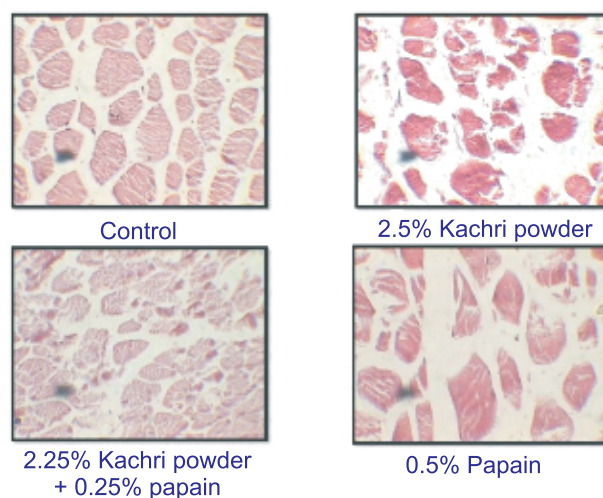 Control
2.5% Kachri powder
2.25% Kachri powder
+ 0.25% papain
0.5% Papain